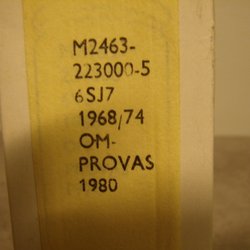 M2463-
223000-5
6SJ7
1968/74
OM-
PROVAS
1980